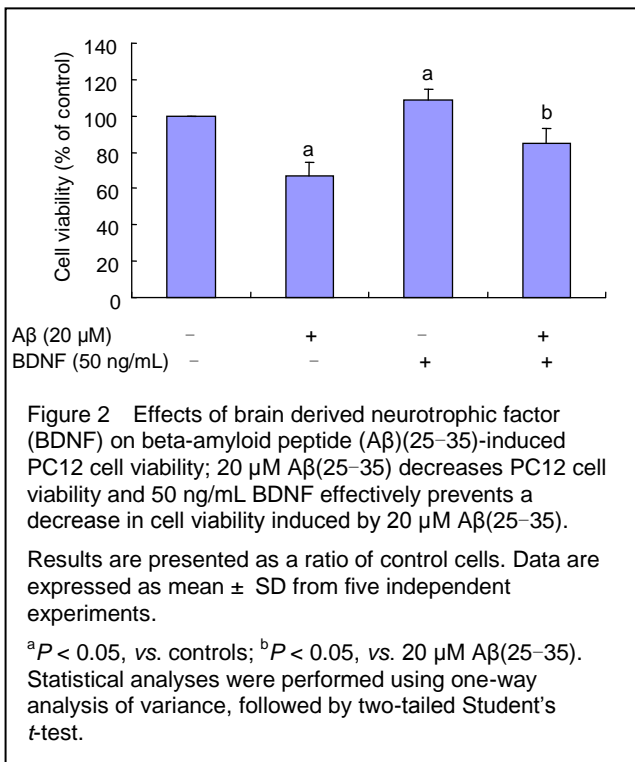 140
120
100
80
60
40
20
0
Cell viability (% of control)
a
a
b
Aβ (20 µM) − + − +
BDNF (50 ng/mL) − − + +
Figure 2 Effects of brain derived neurotrophic factor
(BDNF) on beta-amyloid peptide (Aβ)(25−35)-induced
PC12 cell viability; 20 µM Aβ(25−35) decreases PC12 cell
viability and 50 ng/mL BDNF effectively prevents a
decrease in cell viability induced by 20 µM Aβ(25−35).
Results are presented as a ratio of control cells. Data are
expressed as mean ± SD from five independent
experiments.
ᵃP < 0.05, vs. controls; ᵇP < 0.05, vs. 20 µM Aβ(25−35).
Statistical analyses were performed using one-way
analysis of variance, followed by two-tailed Student's
t-test.